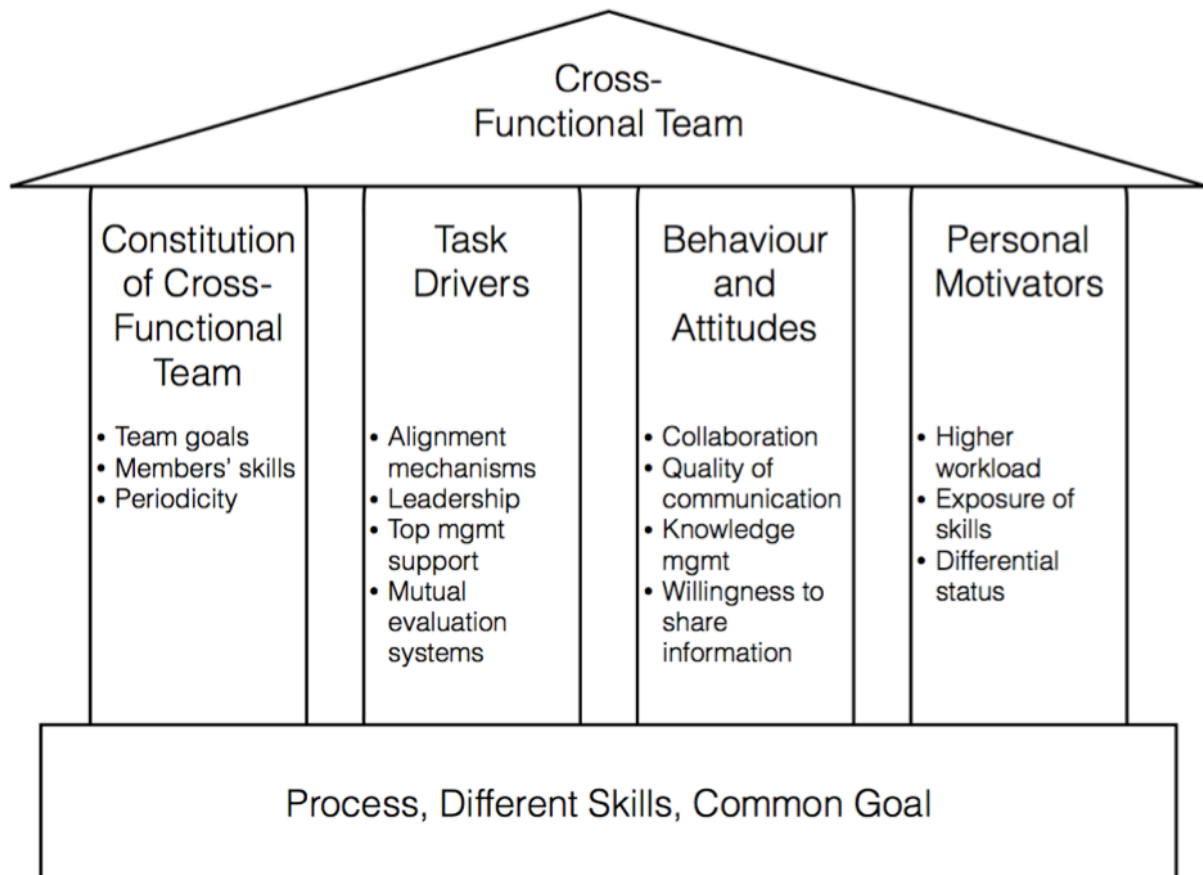 Cross-
Functional Team
Constitution
of Cross-
Functional
Team
• Team goals
• Members’ skills
• Periodicity
Task
Drivers
• Alignment
mechanisms
• Leadership
• Top mgmt
support
• Mutual
evaluation
systems
Behaviour
and
Attitudes
• Collaboration
• Quality of
communication
• Knowledge
mgmt
• Willingness to
share
information
Personal
Motivators
• Higher
workload
• Exposure of
skills
• Differential
status
Process, Different Skills, Common Goal